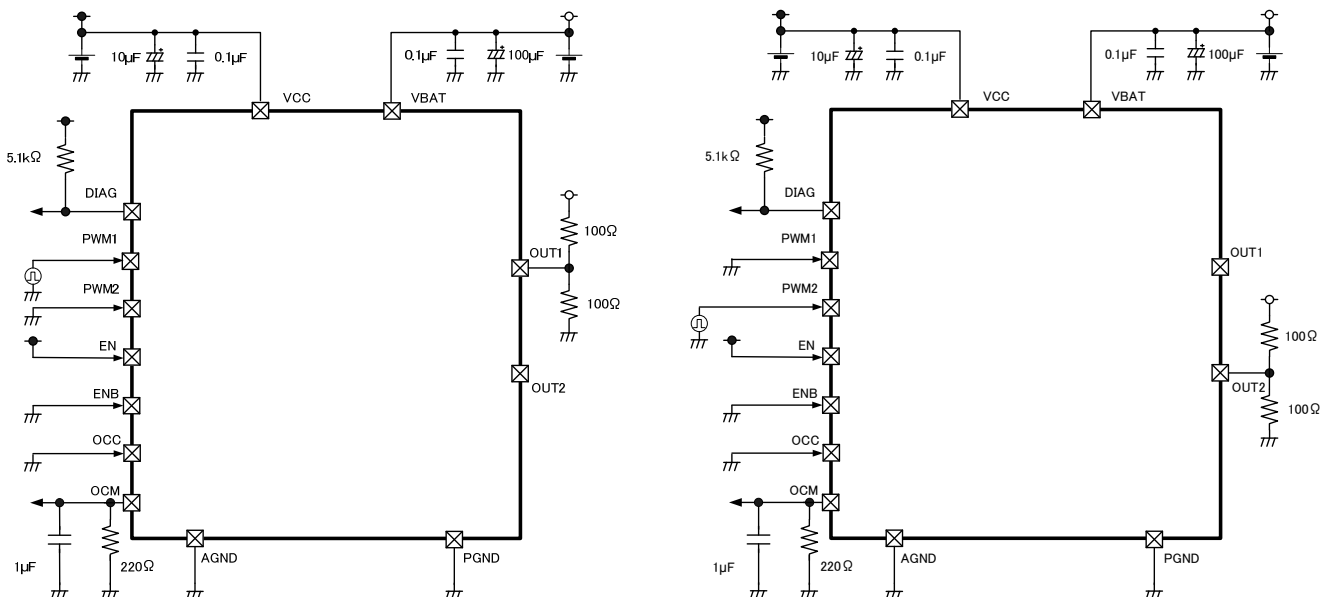 10μF
0.1μF
0.1μF
100μF
VCC
VBAT
5.1kΩ
DIAG
PWM1
PWM2
EN
ENB
OCC
OCM
OUT1
100Ω
100Ω
OUT2
1μF
220Ω
AGND
PGND
10μF
0.1μF
0.1μF
100μF
VCC
VBAT
5.1kΩ
DIAG
PWM1
PWM2
EN
ENB
OCC
OCM
OUT1
100Ω
OUT2
100Ω
1μF
220Ω
AGND
PGND